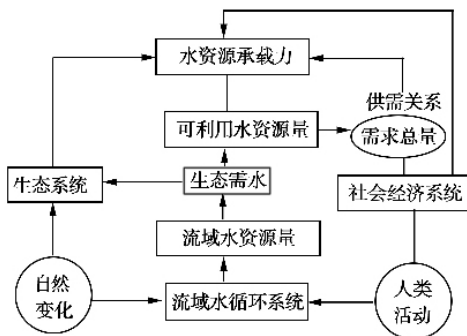 水资源承载力
供需关系
可利用水资源量
需求总量
生态系统
生态需水
社会经济系统
流域水资源量
自然
变化
流域水循环系统
人类
活动